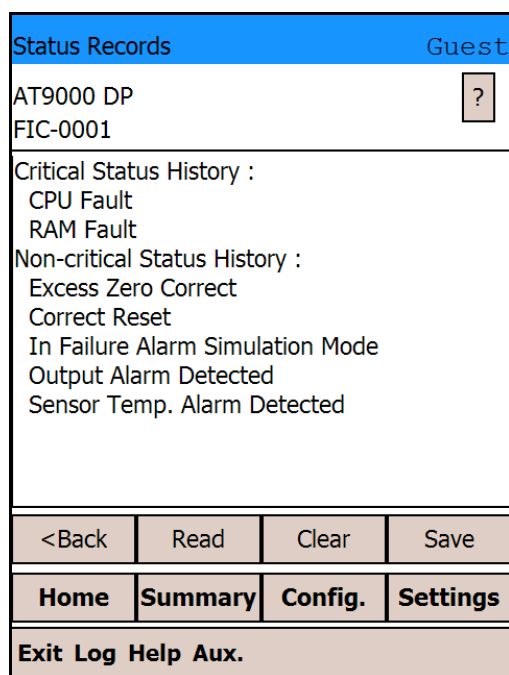 Status Records Guest
AT9000 DP ?
FIC-0001
Critical Status History :
CPU Fault
RAM Fault
Non-critical Status History :
Excess Zero Correct
Correct Reset
In Failure Alarm Simulation Mode
Output Alarm Detected
Sensor Temp. Alarm Detected
<Back Read Clear Save
Home Summary Config. Settings
Exit Log Help Aux.